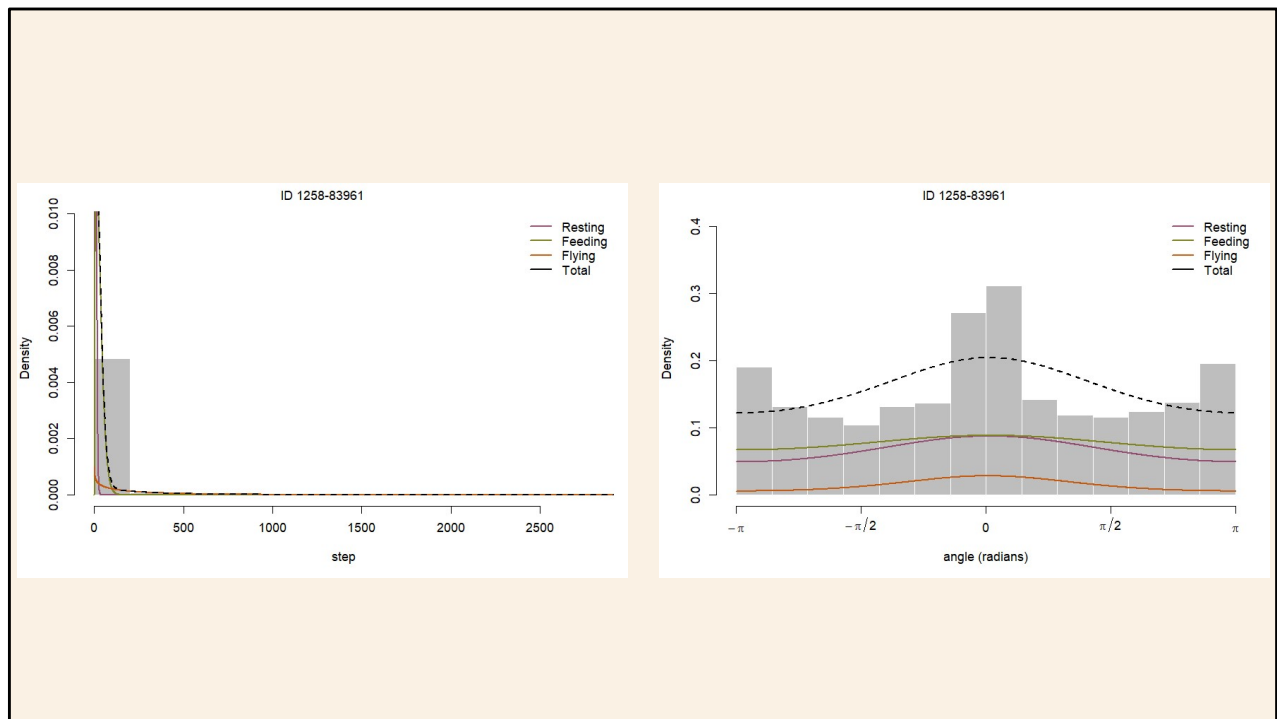 ID 1258-83961
Resting
Feeding
Flying
Total
0.010
0.008
0.006
0.004
0.002
0.000
Density
0 500 1000 1500 2000 2500
step
ID 1258-83961
Resting
Feeding
Flying
Total
0.4
0.3
0.2
0.1
0.0
Density
−π −π/2 0 π/2 π
angle (radians)